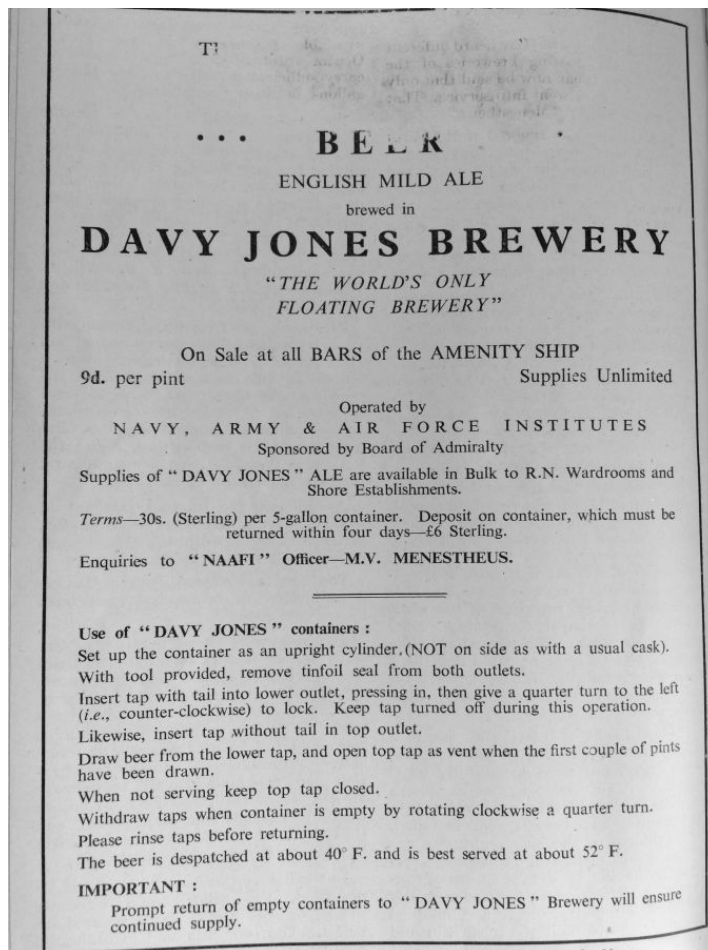 • • • BEER •
ENGLISH MILD ALE
brewed in
DAVY JONES BREWERY
“THE WORLD'S ONLY
FLOATING BREWERY”
On Sale at all BARS of the AMENITY SHIP
9d. per pint Supplies Unlimited
Operated by
NAVY, ARMY & AIR FORCE INSTITUTES
Sponsored by Board of Admiralty
Supplies of “DAVY JONES” ALE are available in Bulk to R.N. Wardrooms and
Shore Establishments.
Terms—30s. (Sterling) per 5-gallon container. Deposit on container, which must be
returned within four days—£6 Sterling.
Enquiries to “NAAFI” Officer—M.V. MENESTHEUS.
Use of “DAVY JONES” containers :
Set up the container as an upright cylinder, (NOT on side as with a usual cask).
With tool provided, remove tinfoil seal from both outlets.
Insert tap with tail into lower outlet, pressing in, then give a quarter turn to the left
(i.e., counter-clockwise) to lock. Keep tap turned off during this operation.
Likewise, insert tap without tail in top outlet.
Draw beer from the lower tap, and open top tap as vent when the first couple of pints
have been drawn.
When not serving keep top tap closed.
Withdraw taps when container is empty by rotating clockwise a quarter turn.
Please rinse taps before returning.
The beer is despatched at about 40° F. and is best served at about 52° F.
IMPORTANT :
Prompt return of empty containers to “DAVY JONES” Brewery will ensure
continued supply.